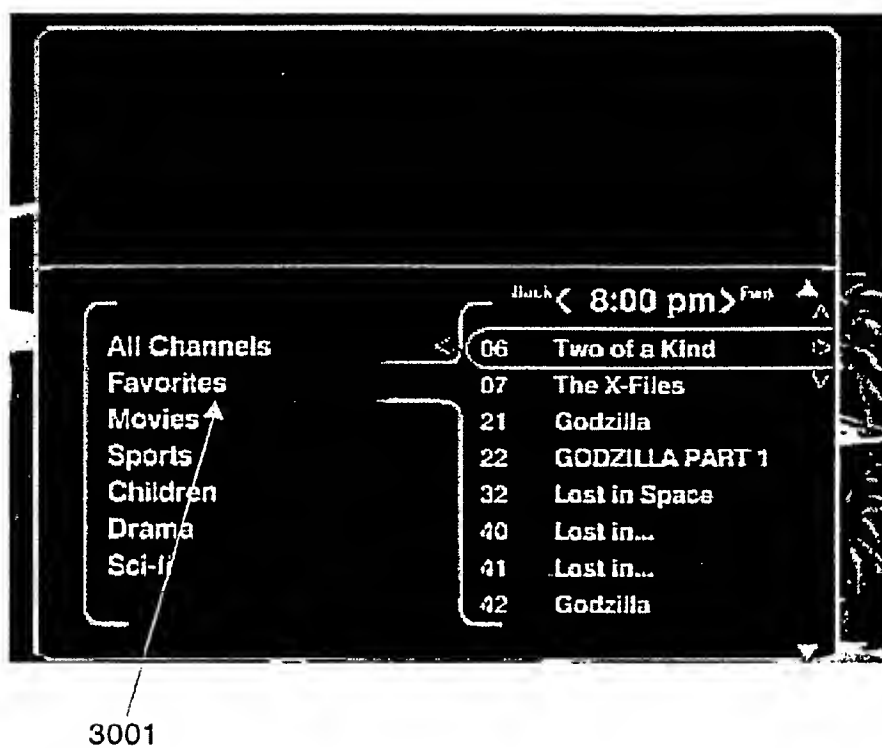 Back < 8:00 pm > Fwd
All Channels
Favorites
Movies
Sports
Children
Drama
Sci-fi
06 Two of a Kind
07 The X-Files
21 Godzilla
22 GODZILLA PART 1
32 Lost in Space
40 Lost in...
41 Lost in...
42 Godzilla
3001